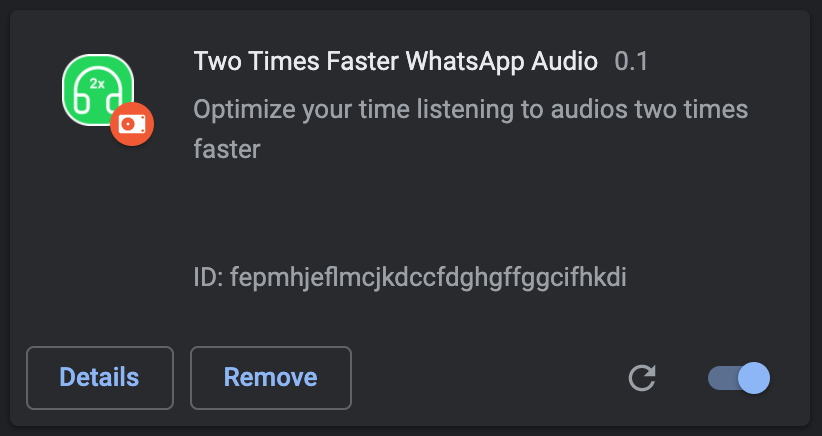 2x
Two Times Faster WhatsApp Audio 0.1
Optimize your time listening to audios two times
faster
ID: fepmhjeflmcjkdccfdghgffggcifhkdi
Details Remove